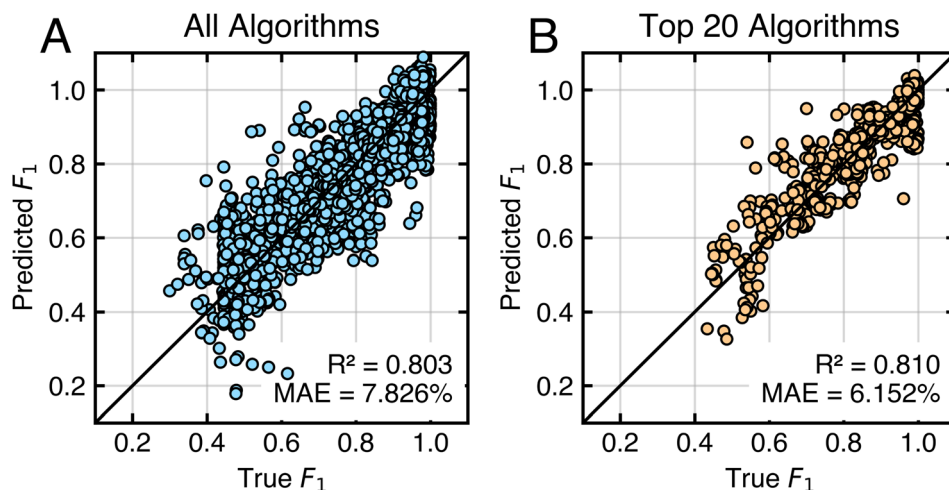 A
All Algorithms
Predicted F₁
1.0
0.8
0.6
0.4
0.2
R² = 0.803
MAE = 7.826%
0.2 0.4 0.6 0.8 1.0
True F₁
B
Top 20 Algorithms
Predicted F₁
1.0
0.8
0.6
0.4
0.2
R² = 0.810
MAE = 6.152%
0.2 0.4 0.6 0.8 1.0
True F₁